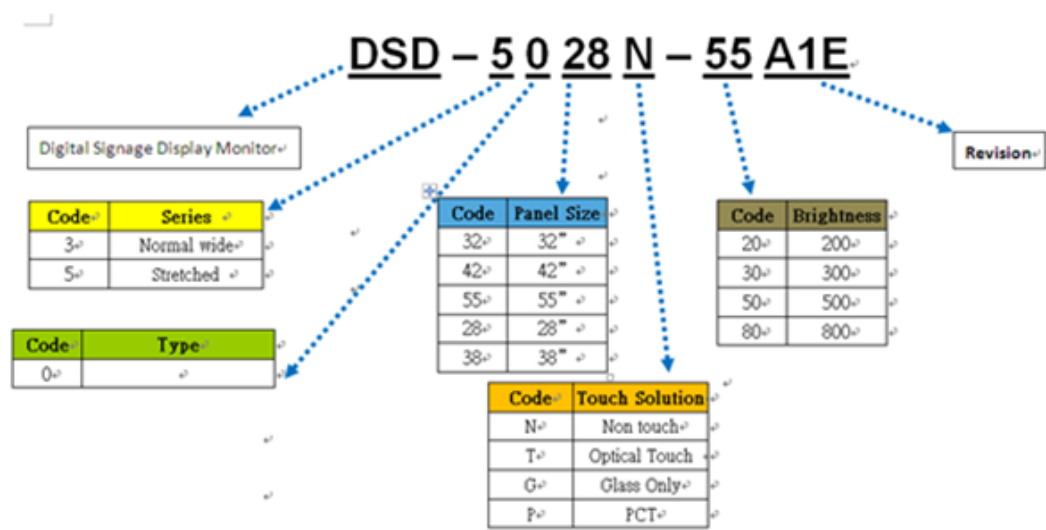 DSD – 5 0 28 N – 55 A1E
Digital Signage Display Monitor
Revision
Code Series
3 Normal wide
5 Stretched
Code Type
0
Code Panel Size
32 32”
42 42”
55 55”
28 28”
38 38”
Code Brightness
20 200
30 300
50 500
80 800
Code Touch Solution
N Non touch
T Optical Touch
G Glass Only
P PCT